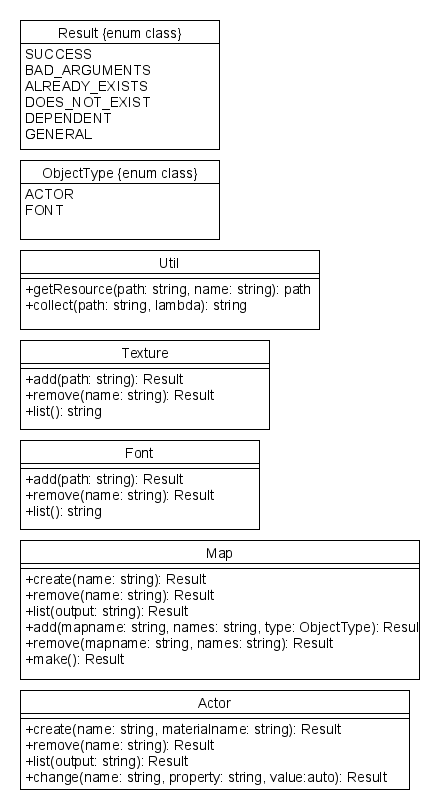 Result {enum class}
SUCCESS
BAD_ARGUMENTS
ALREADY_EXISTS
DOES_NOT_EXIST
DEPENDENT
GENERAL
ObjectType {enum class}
ACTOR
FONT
Util
+getResource(path: string, name: string): path
+collect(path: string, lambda): string
Texture
+add(path: string): Result
+remove(name: string): Result
+list(): string
Font
+add(path: string): Result
+remove(name: string): Result
+list(): string
Map
+create(name: string): Result
+remove(name: string): Result
+list(output: string): Result
+add(mapname: string, names: string, type: ObjectType): Resul
+remove(mapname: string, names: string): Result
+make(): Result
Actor
+create(name: string, materialname: string): Result
+remove(name: string): Result
+list(output: string): Result
+change(name: string, property: string, value:auto): Result